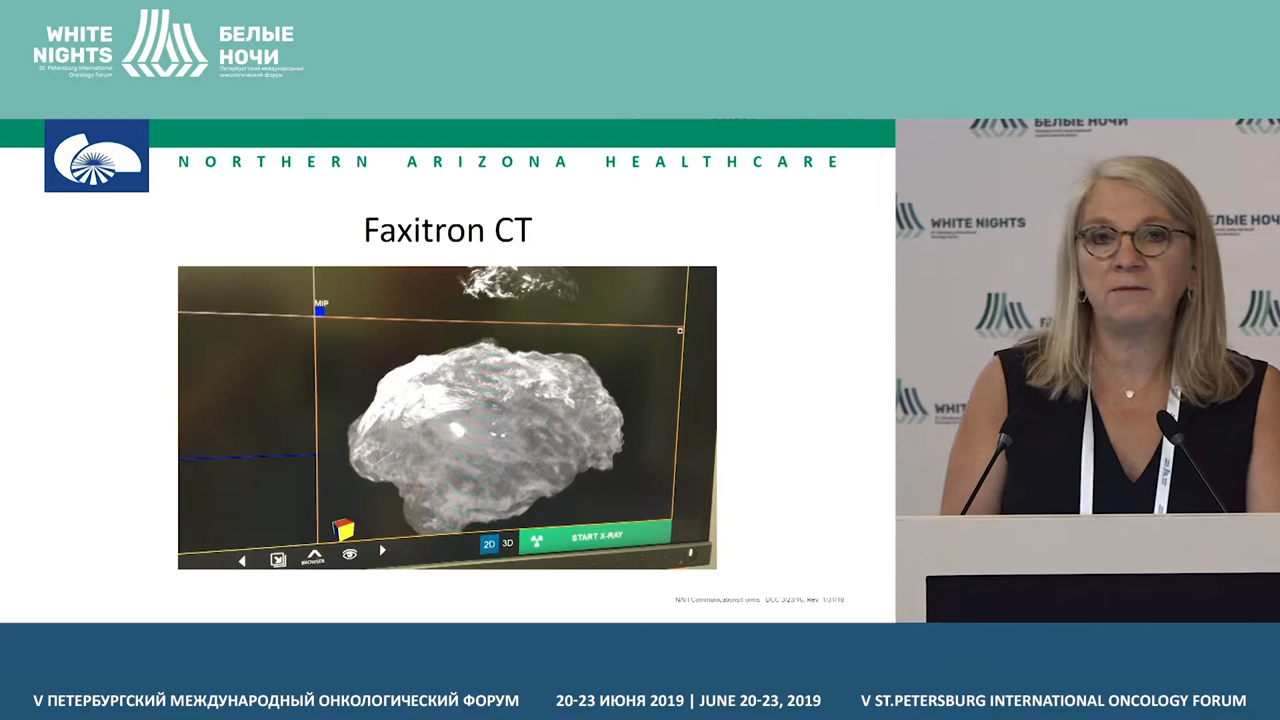 WHITE
NIGHTS
St. Petersburg International
Oncology Forum
БЕЛЫЕ
НОЧИ
Петербургский международный
онкологический форум
NORTHERN ARIZONA HEALTHCARE
Faxitron CT
MIP
BROWSER
2D 3D
START X-RAY
WHITE NIGHTS
БЕЛЫЕ НОЧИ
V ПЕТЕРБУРГСКИЙ МЕЖДУНАРОДНЫЙ ОНКОЛОГИЧЕСКИЙ ФОРУМ
20-23 ИЮНЯ 2019 | JUNE 20-23, 2019
V ST.PETERSBURG INTERNATIONAL ONCOLOGY FORUM